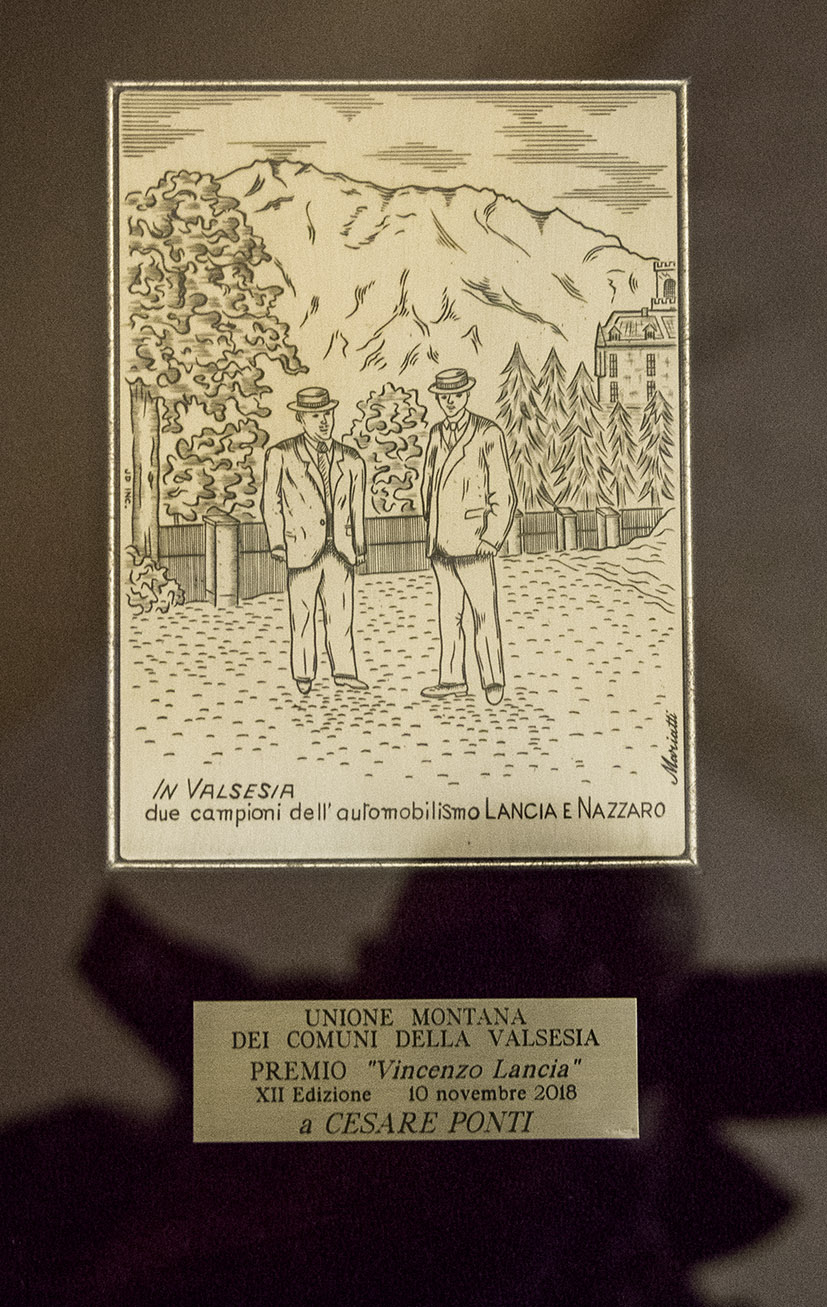 JD INC.
Mariatti
IN VALSESIA
due campioni dell'automobilismo LANCIA E NAZZARO
UNIONE MONTANA
DEI COMUNI DELLA VALSESIA
PREMIO "Vincenzo Lancia"
XII Edizione 10 novembre 2018
a CESARE PONTI